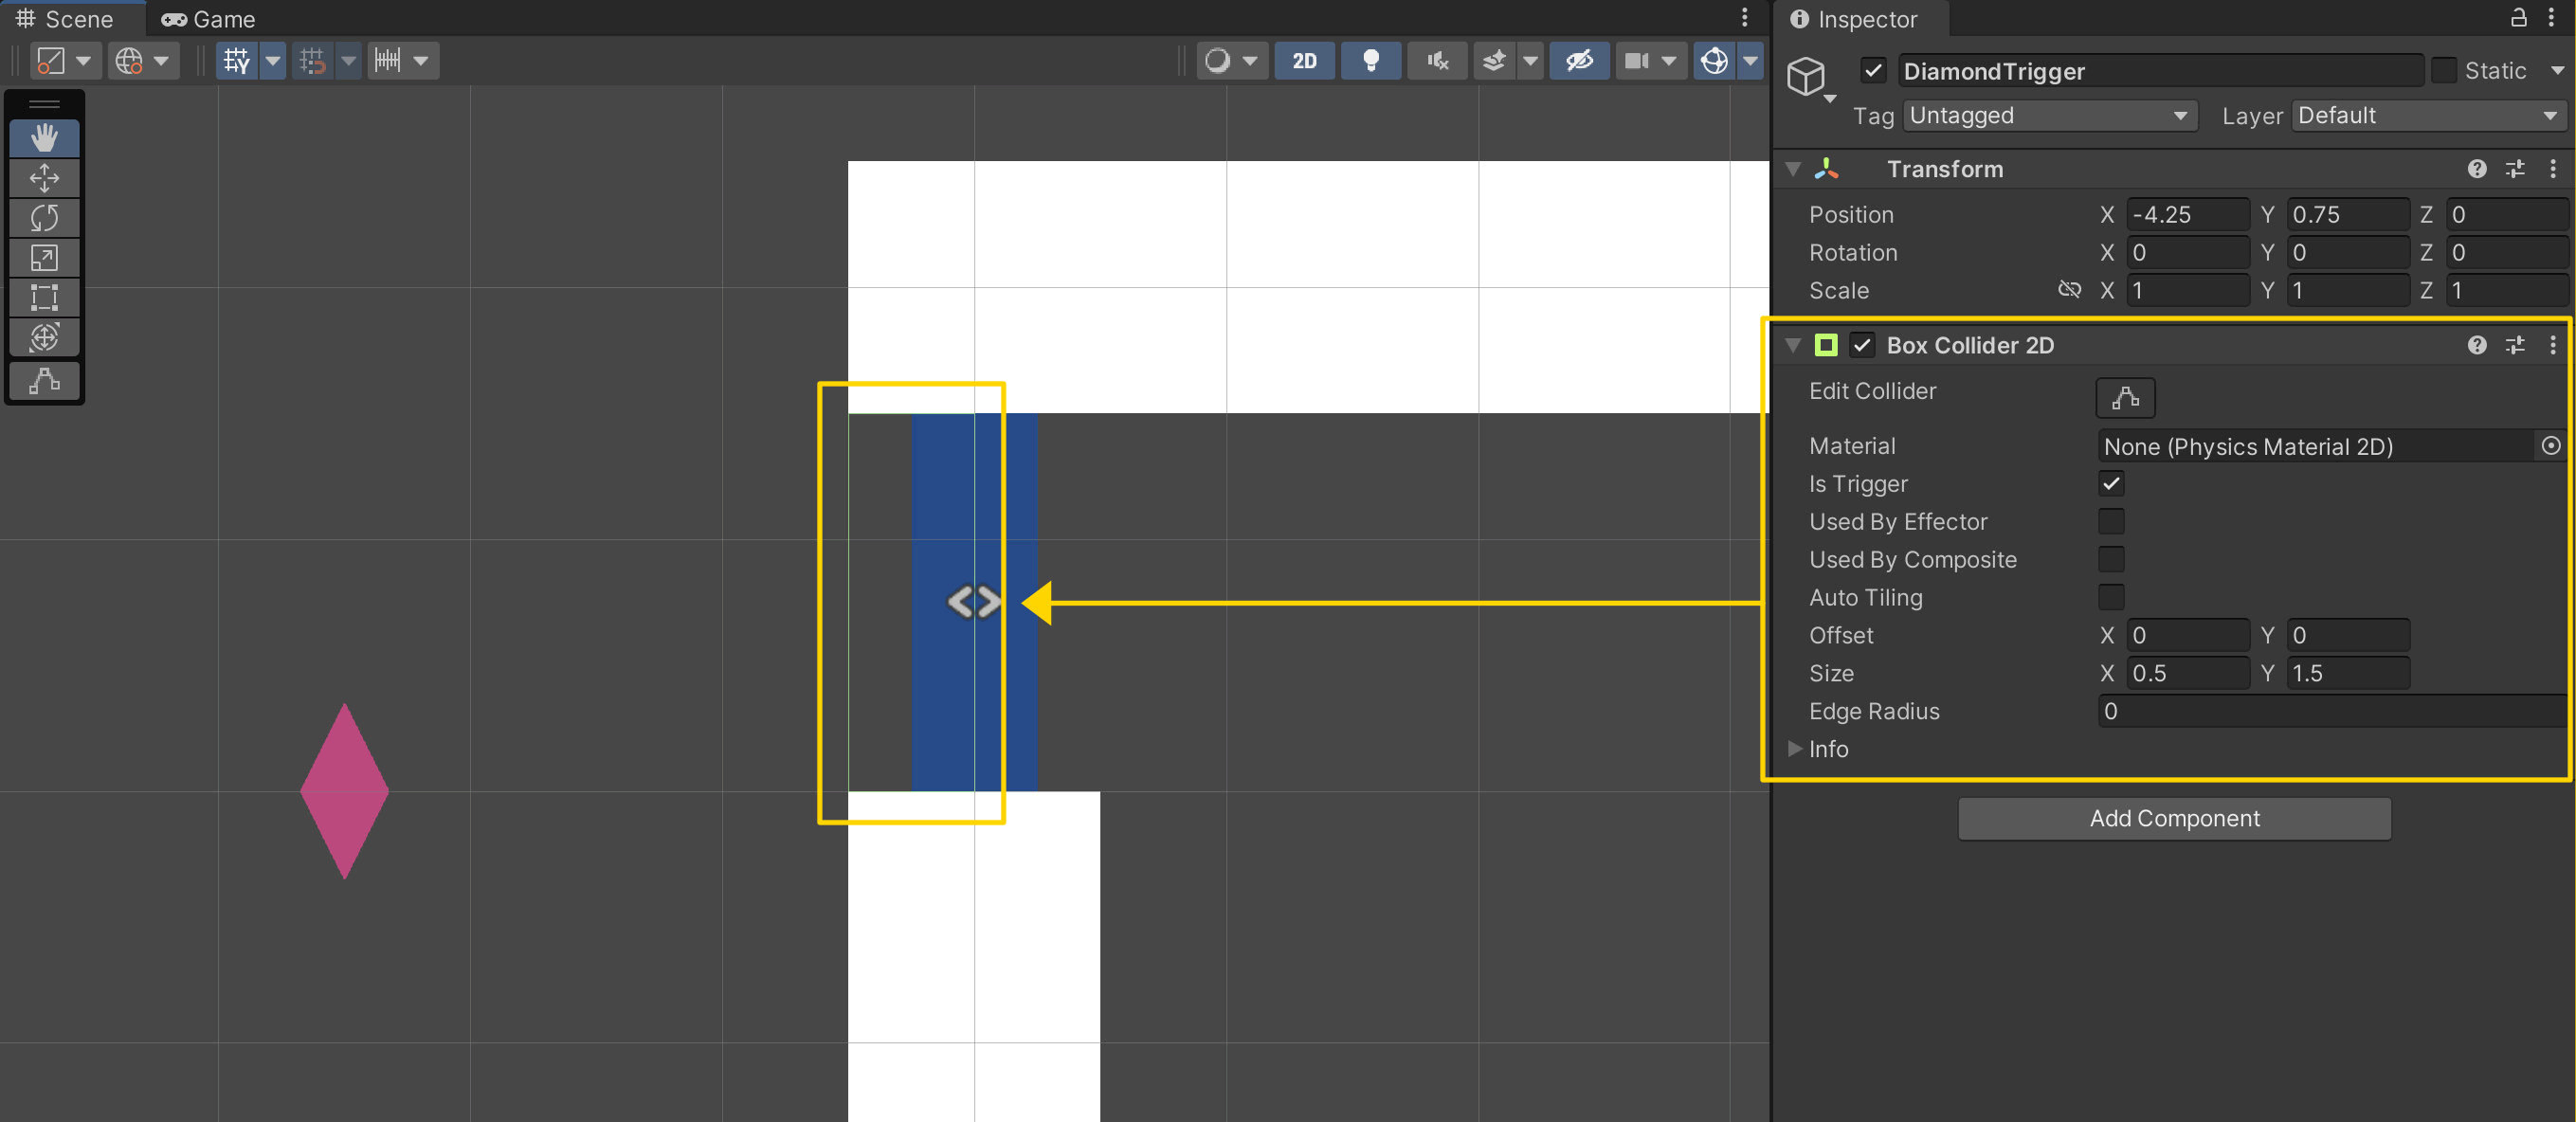 Scene
Game
2D
Inspector
DiamondTrigger
Static
Tag Untagged
Layer Default
Transform
Position X -4.25 Y 0.75 Z 0
Rotation X 0 Y 0 Z 0
Scale X 1 Y 1 Z 1
Box Collider 2D
Edit Collider
Material None (Physics Material 2D)
Is Trigger
Used By Effector
Used By Composite
Auto Tiling
Offset X 0 Y 0
Size X 0.5 Y 1.5
Edge Radius 0
Info
Add Component